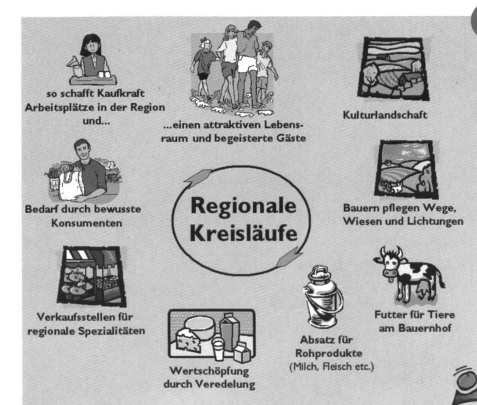 so schafft Kaufkraft
Arbeitsplätze in der Region
und...
...einen attraktiven Lebens-
raum und begeisterte Gäste
Kulturlandschaft
Bedarf durch bewusste
Konsumenten
Regionale
Kreisläufe
Bauern pflegen Wege,
Wiesen und Lichtungen
Verkaufsstellen für
regionale Spezialitäten
Wertschöpfung
durch Veredelung
Absatz für
Rohprodukte
(Milch, Fleisch etc.)
Futter für Tiere
am Bauernhof